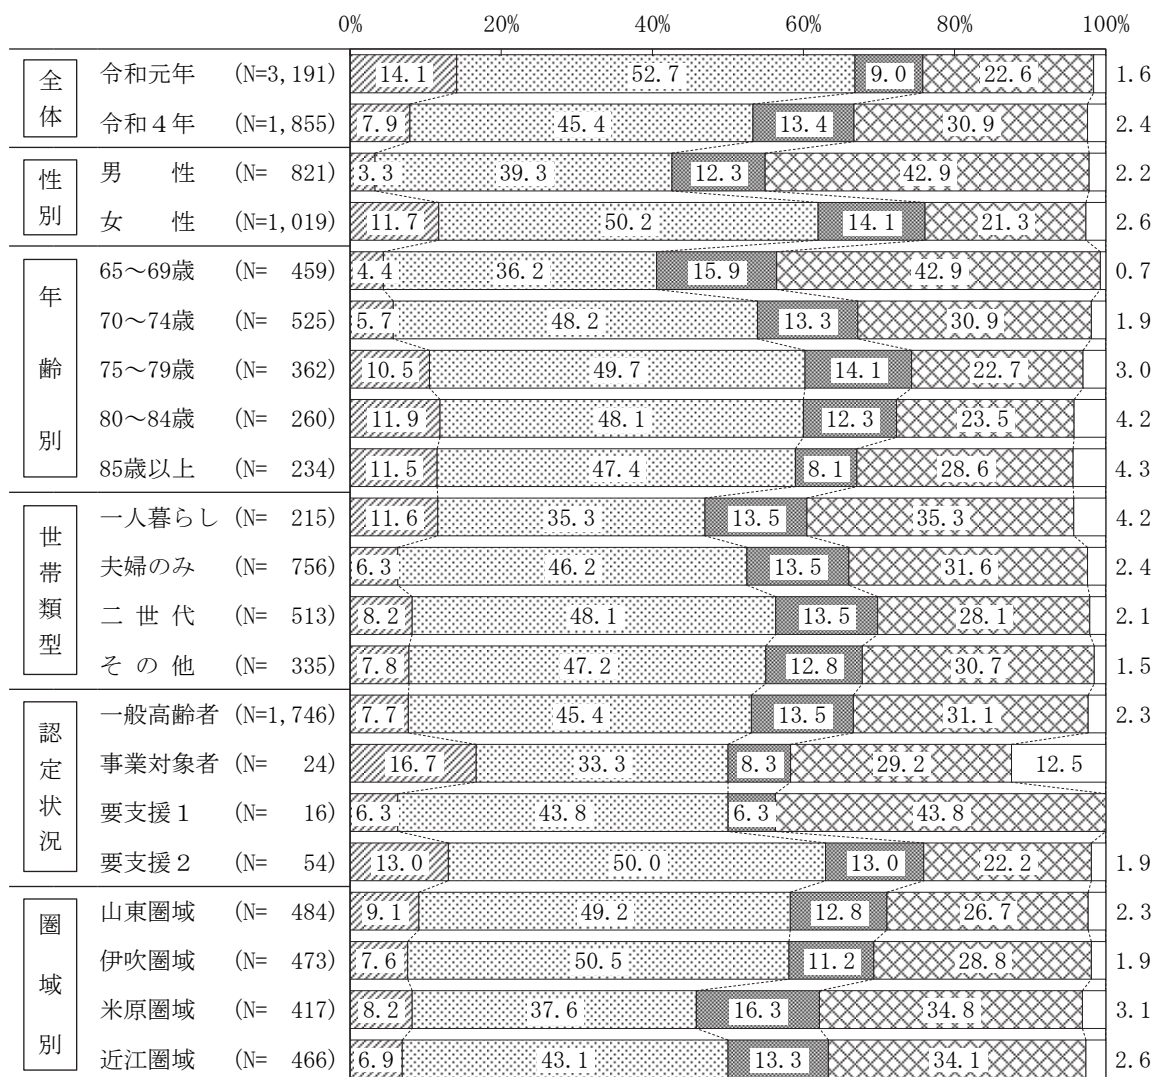 0% 20% 40% 60% 80% 100%
全体
令和元年 (N=3,191) 14.1 52.7 9.0 22.6 1.6
令和４年 (N=1,855) 7.9 45.4 13.4 30.9 2.4
性別
男 性 (N= 821) 3.3 39.3 12.3 42.9 2.2
女 性 (N=1,019) 11.7 50.2 14.1 21.3 2.6
年齢別
65～69歳 (N= 459) 4.4 36.2 15.9 42.9 0.7
70～74歳 (N= 525) 5.7 48.2 13.3 30.9 1.9
75～79歳 (N= 362) 10.5 49.7 14.1 22.7 3.0
80～84歳 (N= 260) 11.9 48.1 12.3 23.5 4.2
85歳以上 (N= 234) 11.5 47.4 8.1 28.6 4.3
世帯類型
一人暮らし (N= 215) 11.6 35.3 13.5 35.3 4.2
夫婦のみ (N= 756) 6.3 46.2 13.5 31.6 2.4
二 世 代 (N= 513) 8.2 48.1 13.5 28.1 2.1
そ の 他 (N= 335) 7.8 47.2 12.8 30.7 1.5
認定状況
一般高齢者 (N=1,746) 7.7 45.4 13.5 31.1 2.3
事業対象者 (N= 24) 16.7 33.3 8.3 29.2 12.5
要支援１ (N= 16) 6.3 43.8 6.3 43.8
要支援２ (N= 54) 13.0 50.0 13.0 22.2 1.9
圏域別
山東圏域 (N= 484) 9.1 49.2 12.8 26.7 2.3
伊吹圏域 (N= 473) 7.6 50.5 11.2 28.8 1.9
米原圏域 (N= 417) 8.2 37.6 16.3 34.8 3.1
近江圏域 (N= 466) 6.9 43.1 13.3 34.1 2.6